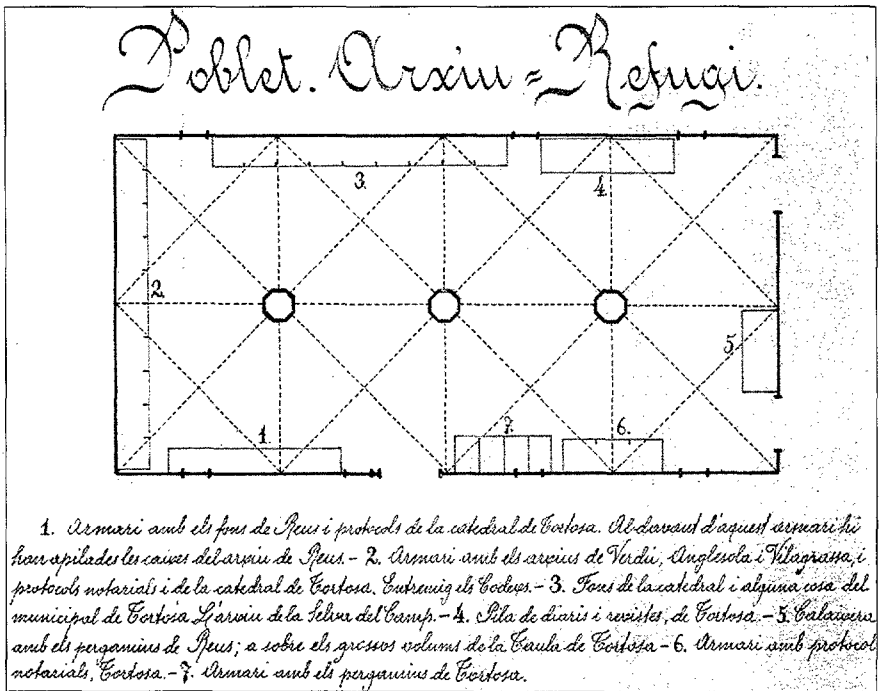 Poblet. Arxiu = Refugi.
3.
4.
2.
5
1.
7.
6.
1. Armari amb els fons de Reus i protocols de la catedral de Tortosa. Al davant d'aquest armari hi
han apilades les caixes del arxiu de Reus. - 2. Armari amb els arxius de Verdú, Anglesola i Vilagrassa, i
protocols notarials i de la catedral de Tortosa. Entremig els Codexs. - 3. Fons de la catedral i alguna cosa del
municipal de Tortosa L'arxiu de la Selva del Camp. - 4. Pila de diaris i revistes, de Tortosa. - 5. Calaixera
amb els pergamins de Reus; a sobre els grossos volums de la Taula de Tortosa - 6. Armari amb protocol
notarials, Tortosa. - 7. Armari amb els pergamins de Tortosa.